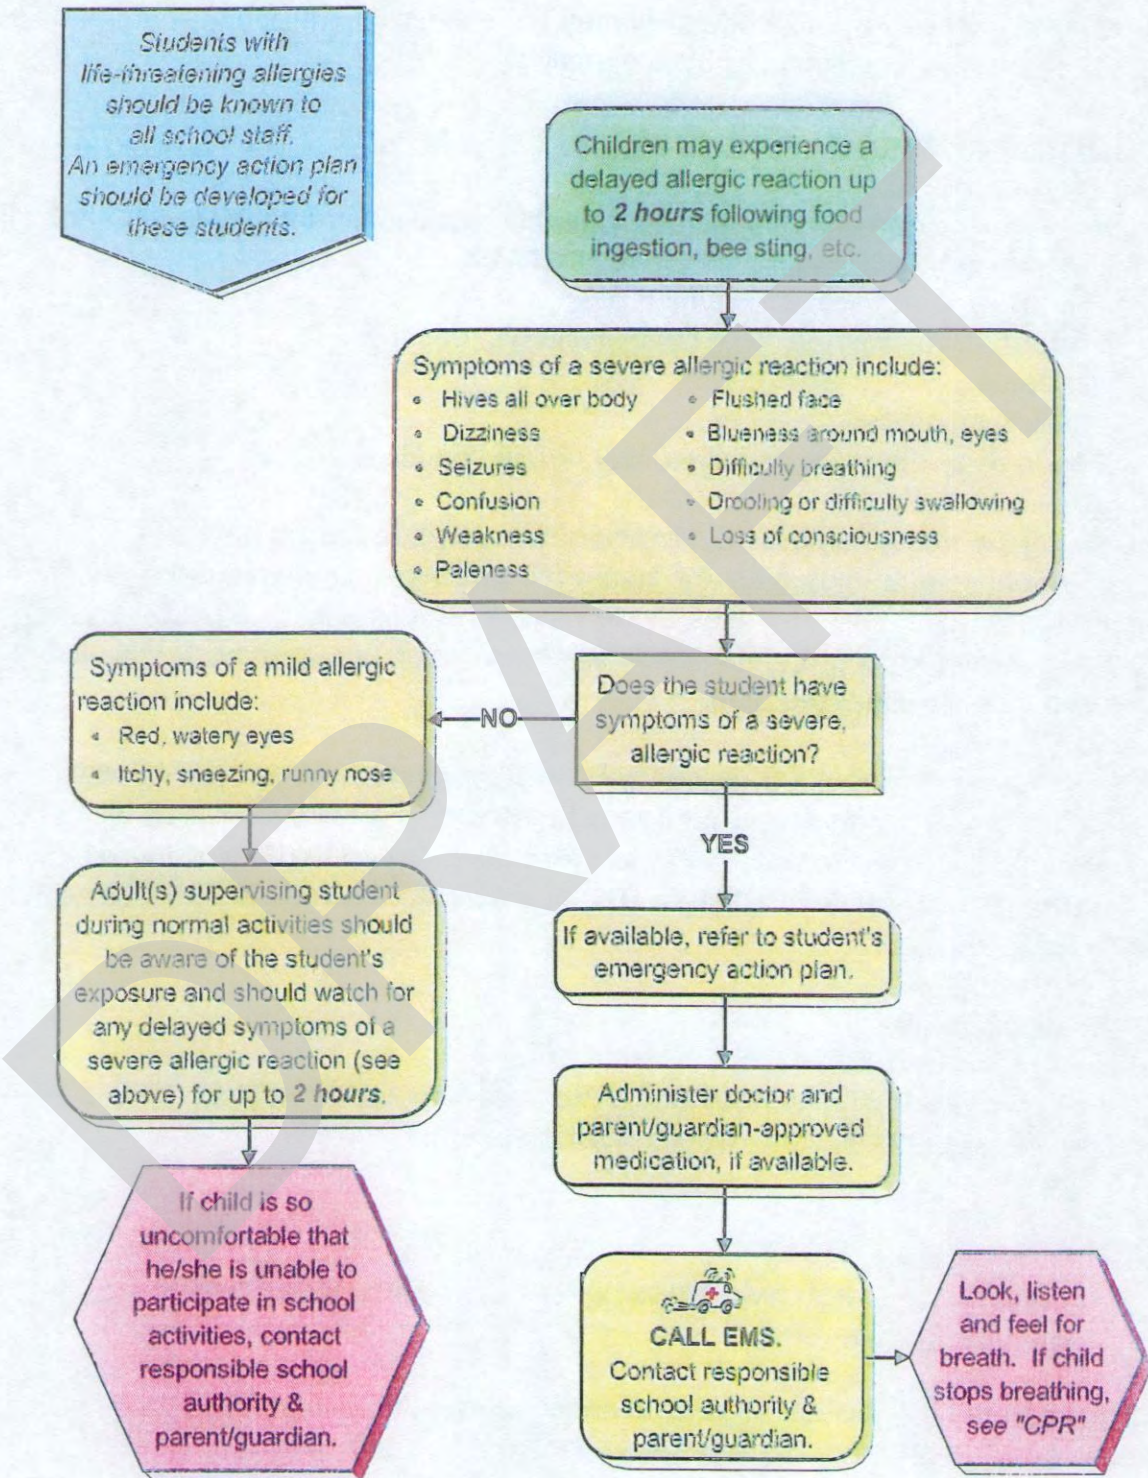 Students with
life-threatening allergies
should be known to
all school staff.
An emergency action plan
should be developed for
these students.
Children may experience a
delayed allergic reaction up
to 2 hours following food
ingestion, bee sting, etc.
Symptoms of a severe allergic reaction include:
• Hives all over body
• Dizziness
• Seizures
• Confusion
• Weakness
• Paleness
• Flushed face
• Blueness around mouth, eyes
• Difficulty breathing
• Drooling or difficulty swallowing
• Loss of consciousness
Does the student have
symptoms of a severe,
allergic reaction?
NO
Symptoms of a mild allergic
reaction include:
• Red, watery eyes
• Itchy, sneezing, runny nose
Adult(s) supervising student
during normal activities should
be aware of the student's
exposure and should watch for
any delayed symptoms of a
severe allergic reaction (see
above) for up to 2 hours.
If child is so
uncomfortable that
he/she is unable to
participate in school
activities, contact
responsible school
authority &
parent/guardian.
YES
If available, refer to student's
emergency action plan.
Administer doctor and
parent/guardian-approved
medication, if available.
CALL EMS.
Contact responsible
school authority &
parent/guardian.
Look, listen
and feel for
breath. If child
stops breathing,
see "CPR"
DRAFT